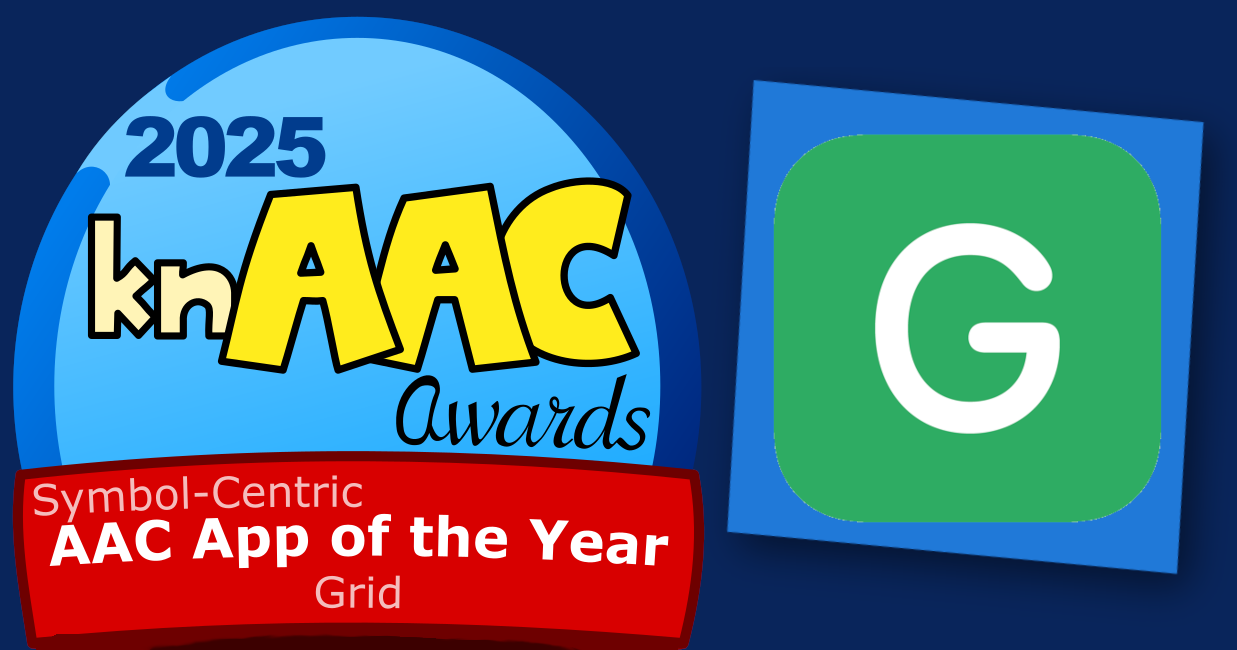 2025
knAAC
Awards
Symbol-Centric
AAC App of the Year
Grid
G